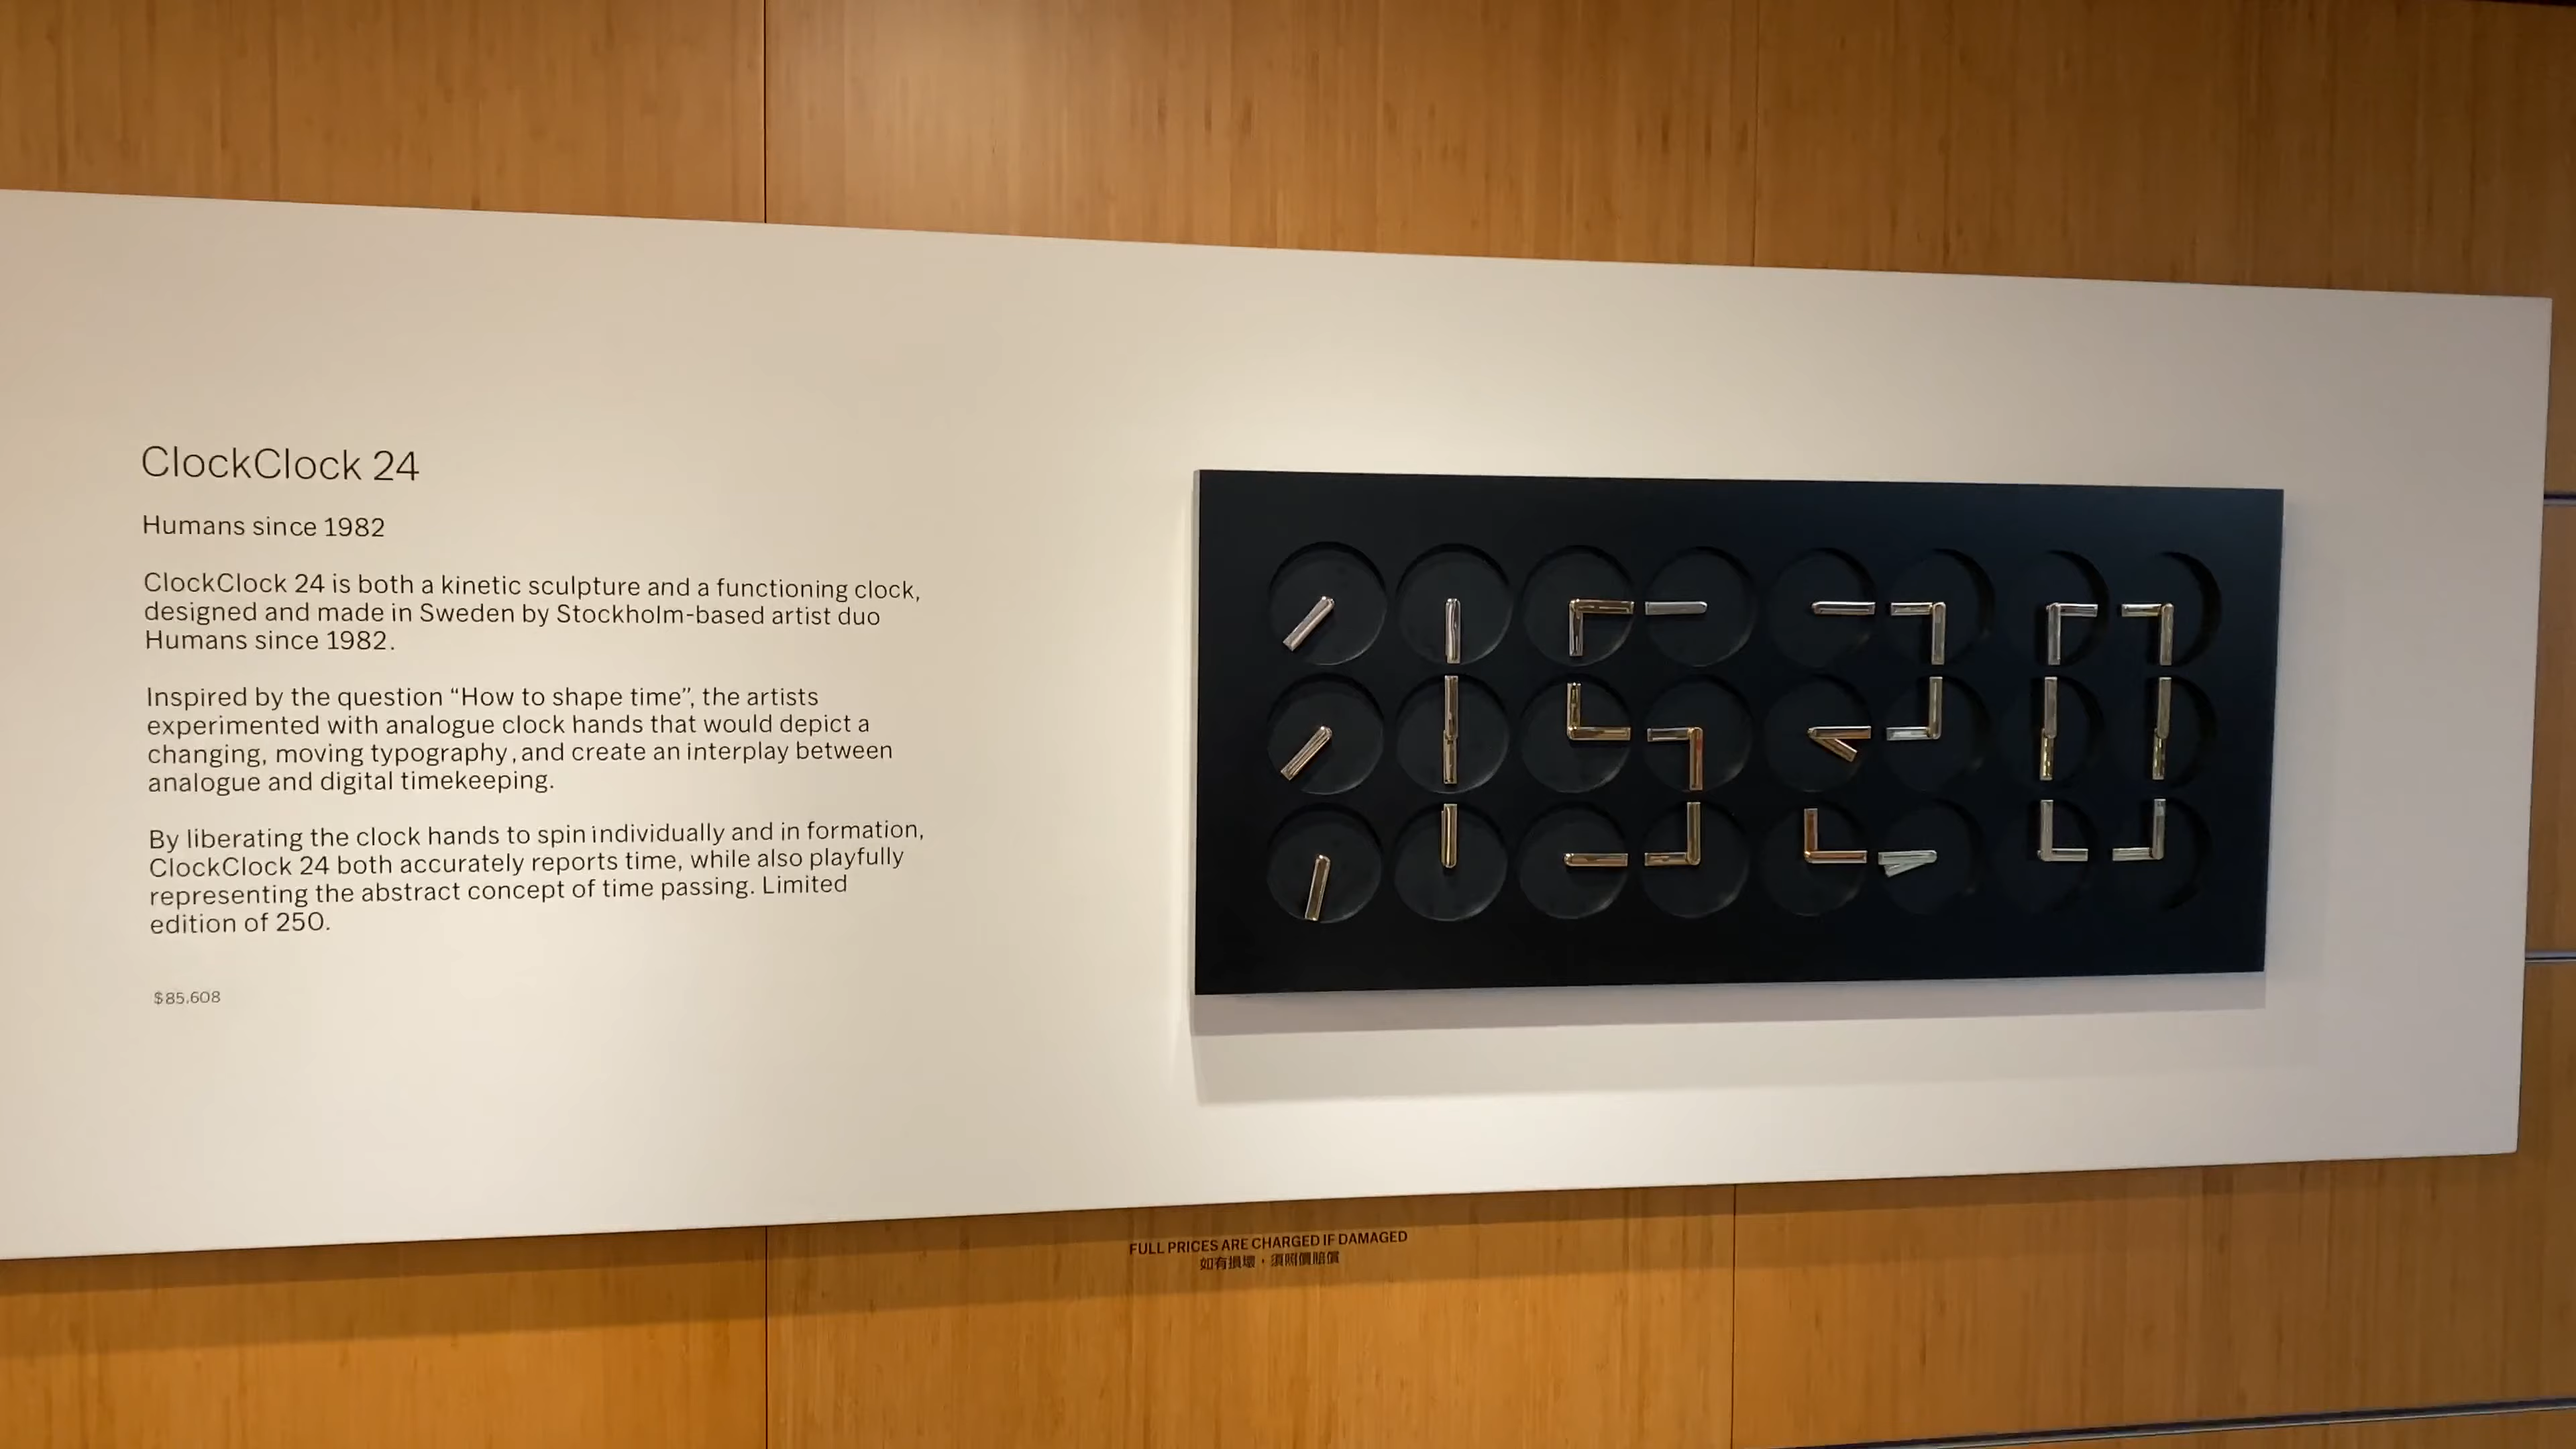 ClockClock 24
Humans since 1982
ClockClock 24 is both a kinetic sculpture and a functioning clock,
designed and made in Sweden by Stockholm-based artist duo
Humans since 1982.
Inspired by the question “How to shape time”, the artists
experimented with analogue clock hands that would depict a
changing, moving typography, and create an interplay between
analogue and digital timekeeping.
By liberating the clock hands to spin individually and in formation,
ClockClock 24 both accurately reports time, while also playfully
representing the abstract concept of time passing. Limited
edition of 250.
$85,608
15 20
FULL PRICES ARE CHARGED IF DAMAGED
如有損壞，須照價賠償